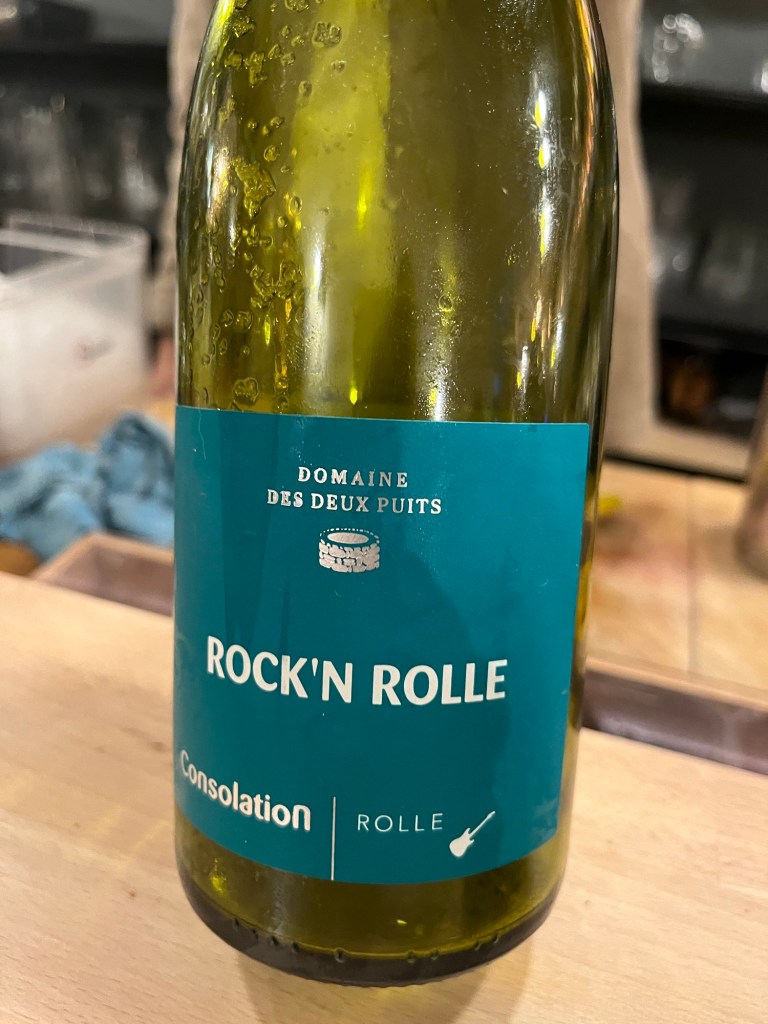 DOMAINE
DES DEUX PUITS
ROCK'N ROLLE
Consolation
ROLLE